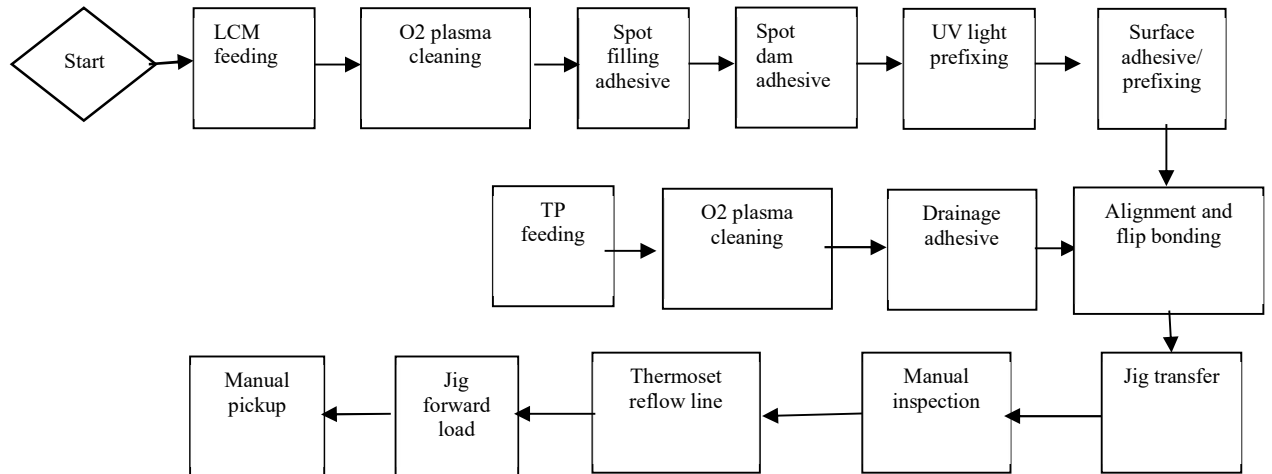 Start
LCM
feeding
O2 plasma
cleaning
Spot
filling
adhesive
Spot
dam
adhesive
UV light
prefixing
Surface
adhesive/
prefixing
TP
feeding
O2 plasma
cleaning
Drainage
adhesive
Alignment and
flip bonding
Manual
pickup
Jig
forward
load
Thermoset
reflow line
Manual
inspection
Jig transfer